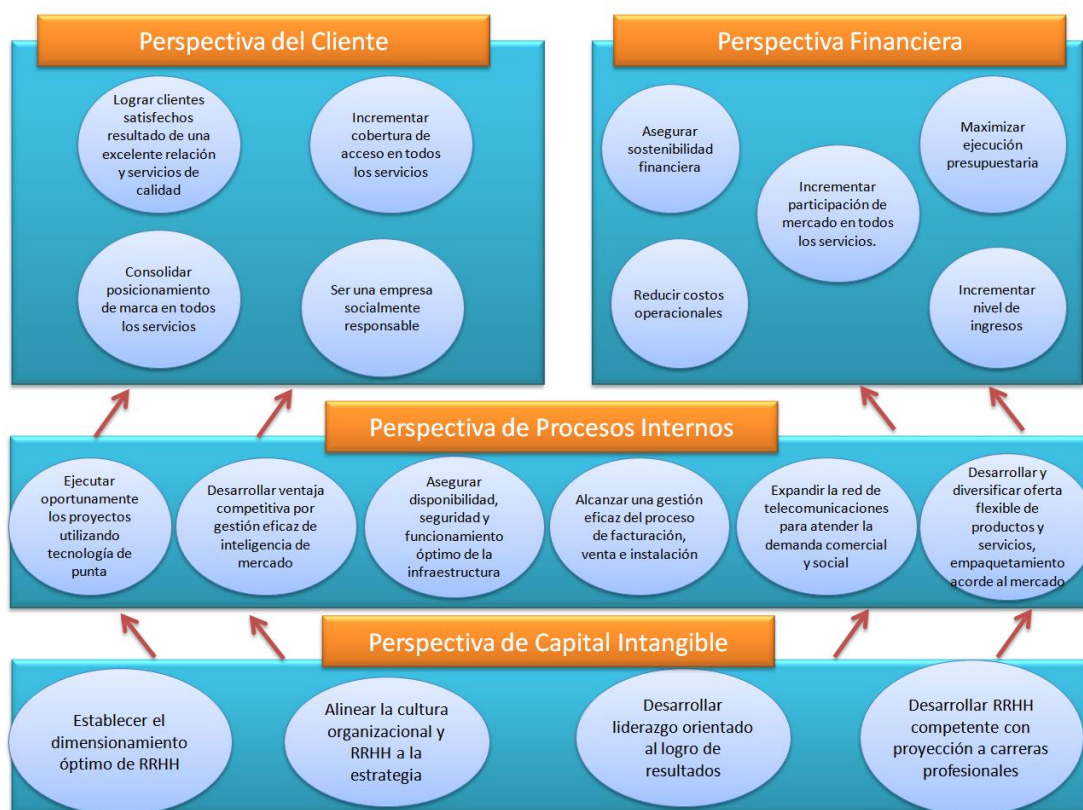 Perspectiva del Cliente
Lograr clientes
satisfechos
resultado de una
excelente relación
y servicios de
calidad
Incrementar
cobertura de
acceso en todos
los servicios
Consolidar
posicionamiento
de marca en todos
los servicios
Ser una empresa
socialmente
responsable
Perspectiva Financiera
Asegurar
sostenibilidad
financiera
Incrementar
participación de
mercado en todos
los servicios.
Maximizar
ejecución
presupuestaria
Reducir costos
operacionales
Incrementar
nivel de
ingresos
Perspectiva de Procesos Internos
Ejecutar
oportunamente
los proyectos
utilizando
tecnología de
punta
Desarrollar ventaja
competitiva por
gestión eficaz de
inteligencia de
mercado
Asegurar
disponibilidad,
seguridad y
funcionamiento
óptimo de la
infraestructura
Alcanzar una gestión
eficaz del proceso
de facturación,
venta e instalación
Expandir la red de
telecomunicaciones
para atender la
demanda comercial
y social
Desarrollar y
diversificar oferta
flexible de
productos y
servicios,
empaquetamiento
acorde al mercado
Perspectiva de Capital Intangible
Establecer el
dimensionamiento
óptimo de RRHH
Alinear la cultura
organizacional y
RRHH a la
estrategia
Desarrollar
liderazgo orientado
al logro de
resultados
Desarrollar RRHH
competente con
proyección a carreras
profesionales